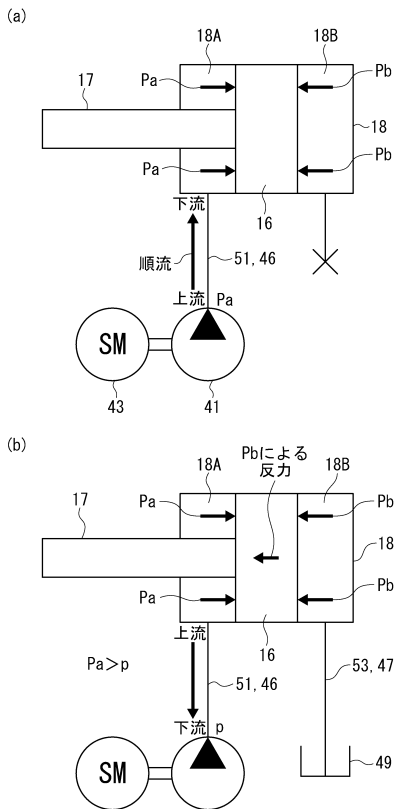 (a)
18A
18B
17
Pa
Pb
18
Pa
Pb
下流
16
順流
51, 46
上流
Pa
SM
43
41
(b)
Pbによる
反力
18A
18B
17
Pa
Pb
18
Pa
Pb
上流
16
Pa＞p
51, 46
53, 47
下流
p
SM
49